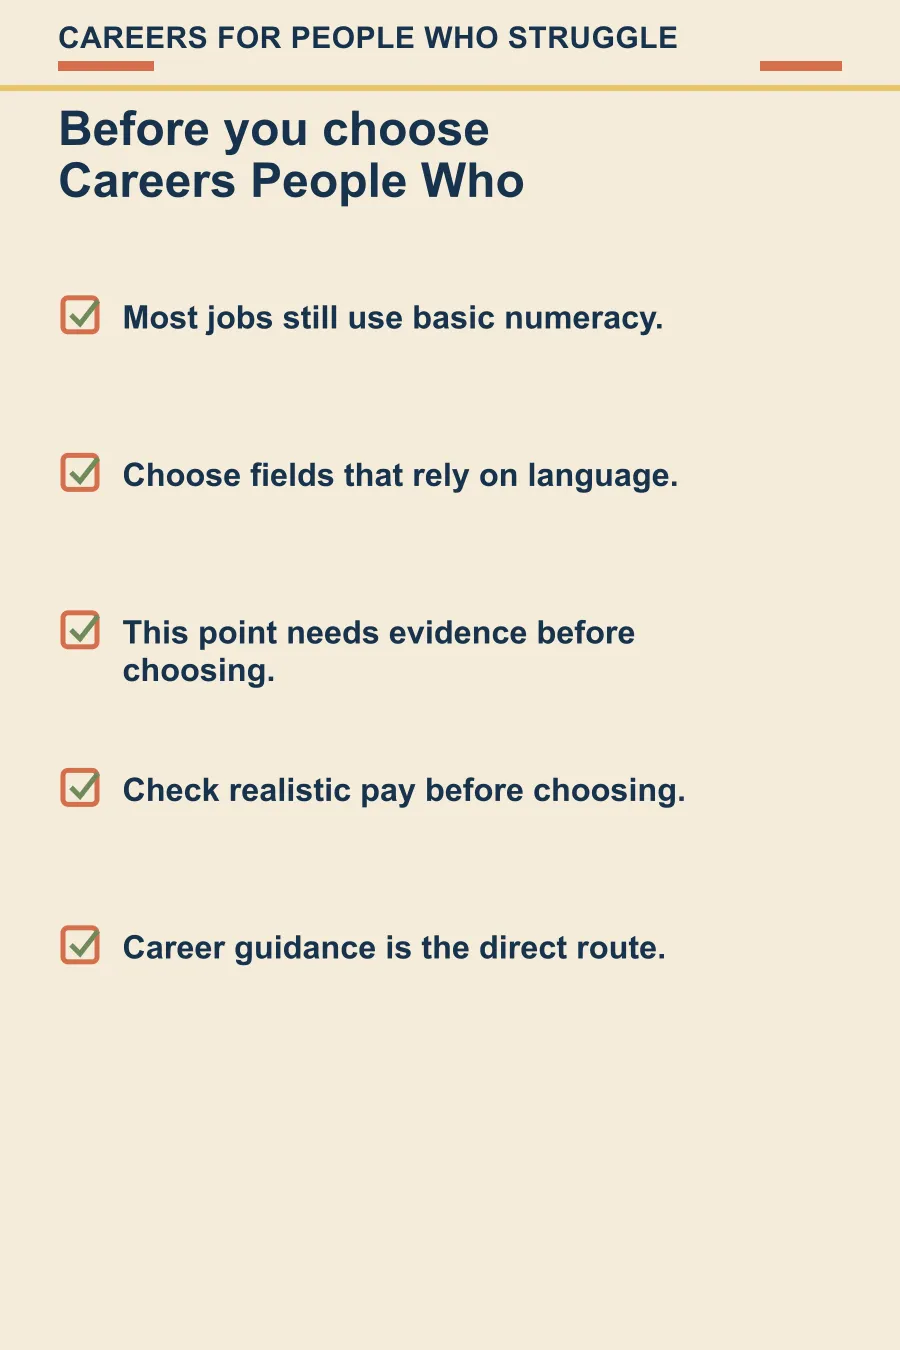 CAREERS FOR PEOPLE WHO STRUGGLE
Before you choose
Careers People Who
Most jobs still use basic numeracy.
Choose fields that rely on language.
This point needs evidence before
choosing.
Check realistic pay before choosing.
Career guidance is the direct route.